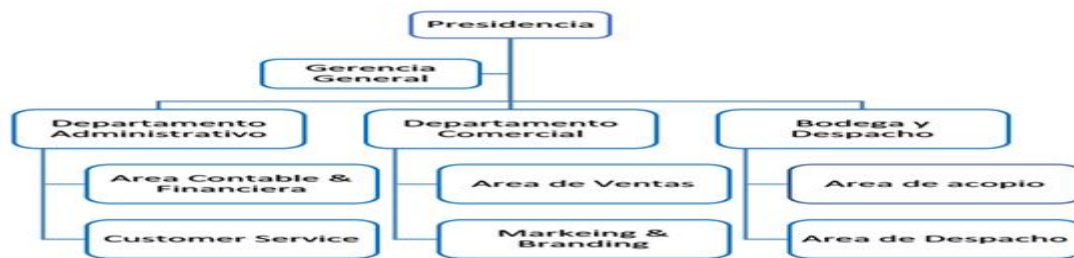 Presidencia
Gerencia
General
Departamento
Administrativo
Departamento
Comercial
Bodega y
Despacho
Area Contable &
Financiera
Area de Ventas
Area de acopio
Customer Service
Markeing &
Branding
Area de Despacho